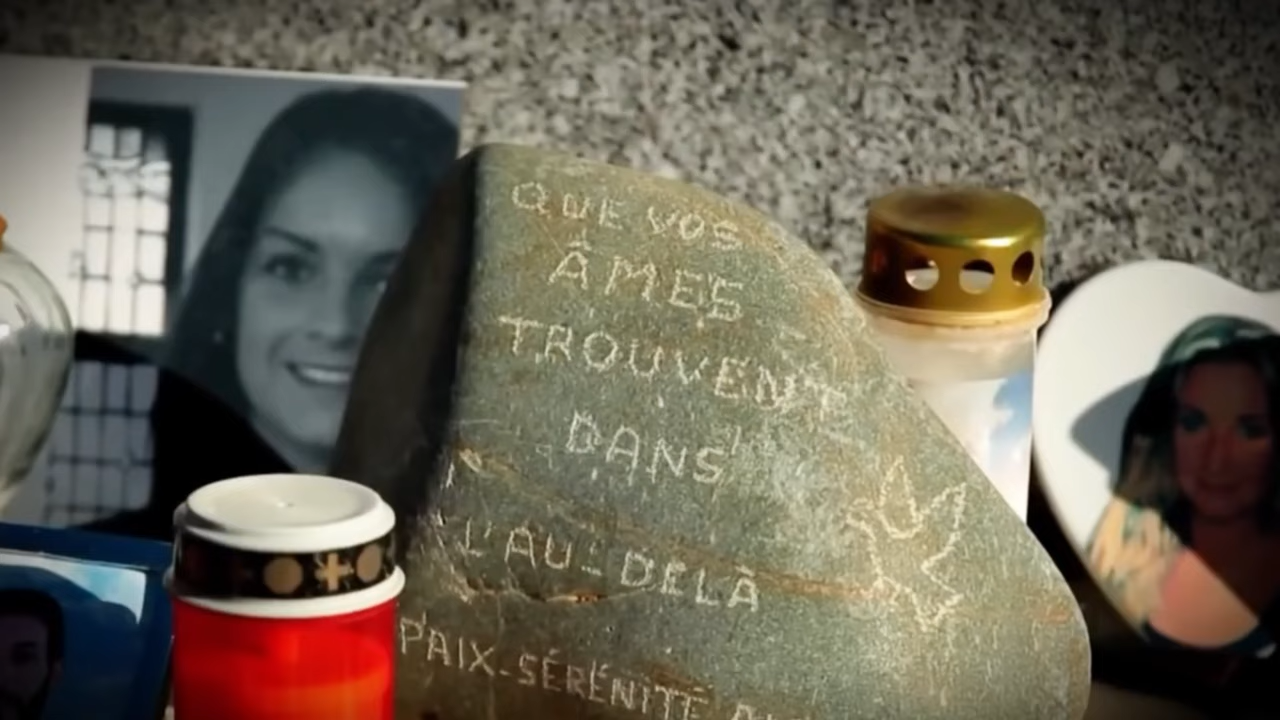 QUE VOS
ÂMES
TROUVENT
DANS
L'AU-DELÀ
PAIX-SÉRÉNITÉ